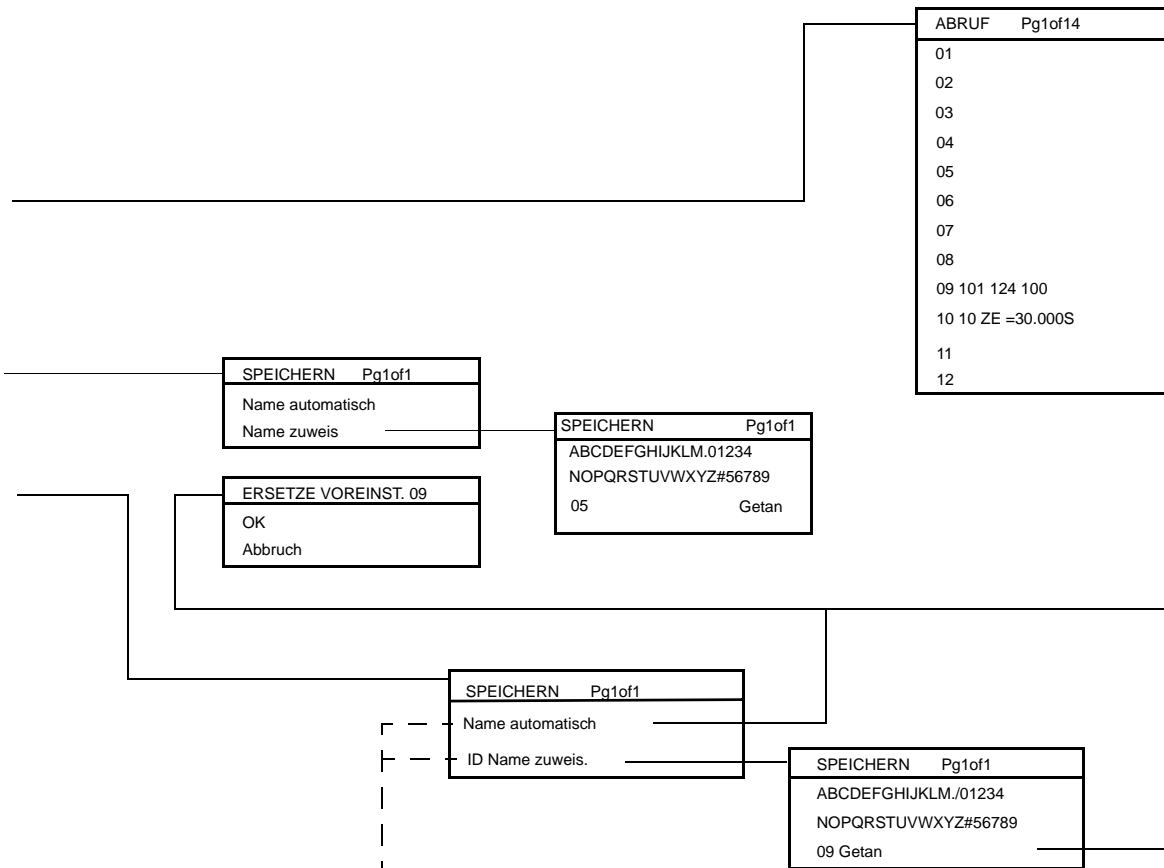 ABRUF Pg1of14
01
02
03
04
05
06
07
08
09 101 124 100
10 10 ZE =30.000S
11
12
SPEICHERN Pg1of1
Name automatisch
Name zuweis
SPEICHERN Pg1of1
ABCDEFGHIJKLM.01234
NOPQRSTUVWXYZ#56789
05 Getan
ERSETZE VOREINST. 09
OK
Abbruch
SPEICHERN Pg1of1
Name automatisch
ID Name zuweis.
SPEICHERN Pg1of1
ABCDEFGHIJKLM./01234
NOPQRSTUVWXYZ#56789
09 Getan